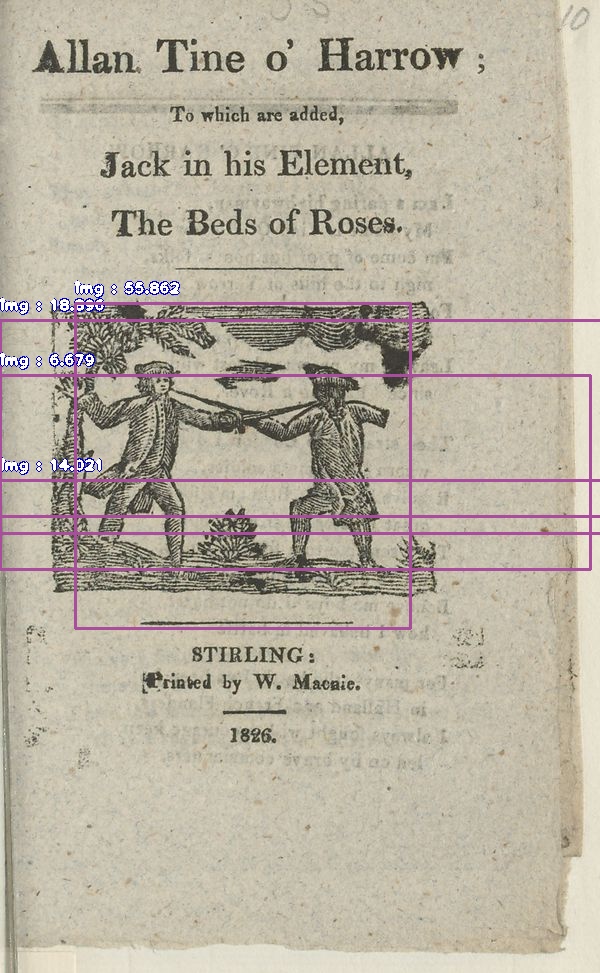 10
Allan Tine o' Harrow;
To which are added,
Jack in his Element,
The Beds of Roses.
Img : 55.862
Img : 18.896
Img : 6.679
Img : 14.021
STIRLING:
Printed by W. Macnie.
1826.